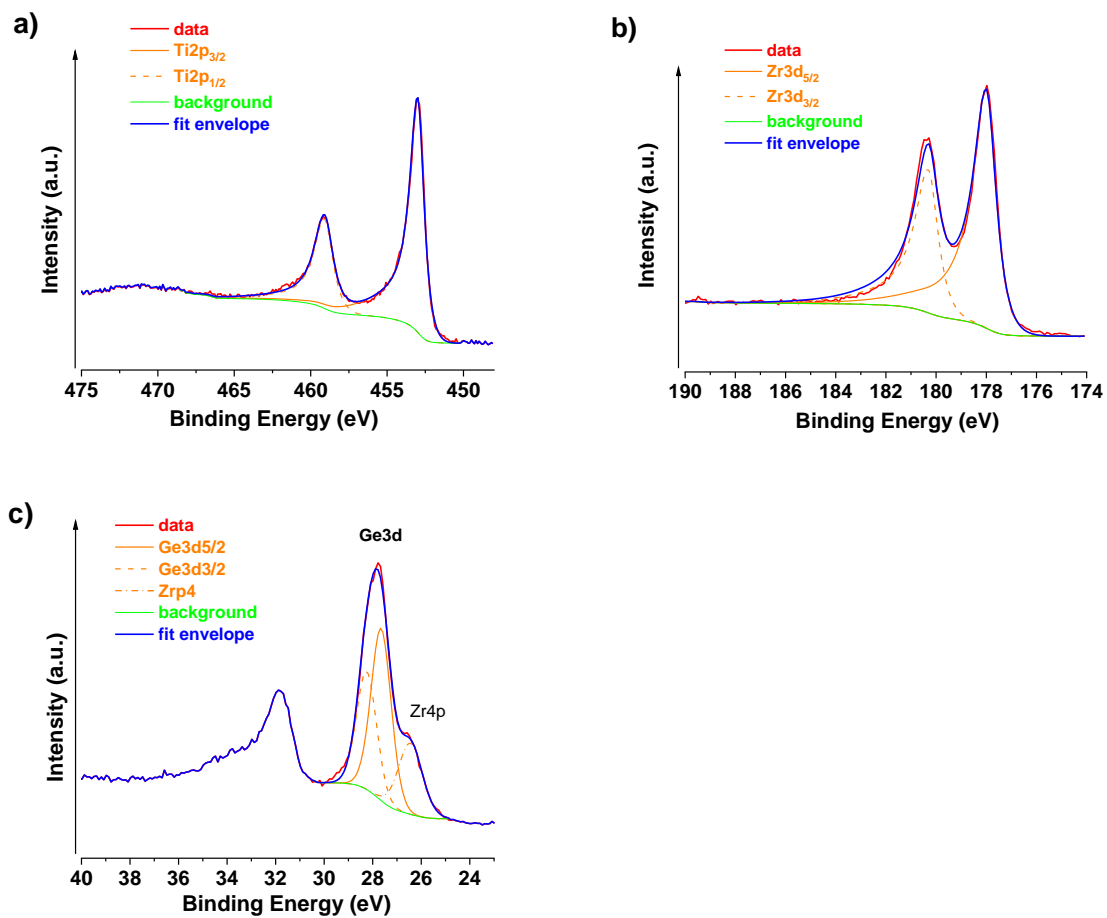 a)
data
Ti2p3/2
Ti2p1/2
background
fit envelope
Intensity (a.u.)
475 470 465 460 455 450
Binding Energy (eV)
b)
data
Zr3d5/2
Zr3d3/2
background
fit envelope
Intensity (a.u.)
190 188 186 184 182 180 178 176 174
Binding Energy (eV)
c)
data
Ge3d5/2
Ge3d3/2
Zrp4
background
fit envelope
Ge3d
Zr4p
Intensity (a.u.)
40 38 36 34 32 30 28 26 24
Binding Energy (eV)